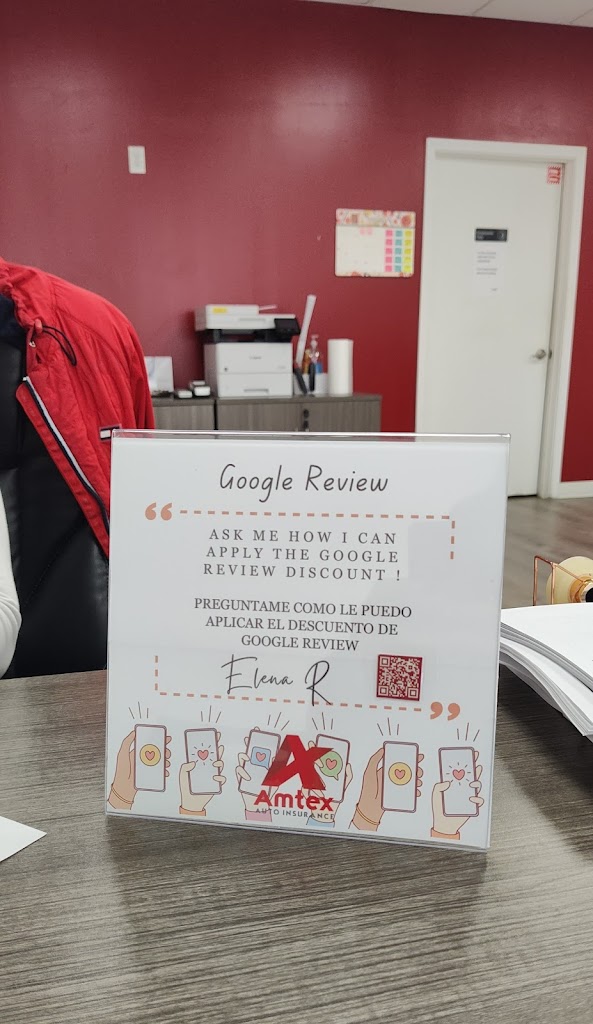 Google Review
ASK ME HOW I CAN
APPLY THE GOOGLE
REVIEW DISCOUNT !
PREGUNTAME COMO LE PUEDO
APLICAR EL DESCUENTO DE
GOOGLE REVIEW
Elena R
Amtex
AUTO INSURANCE